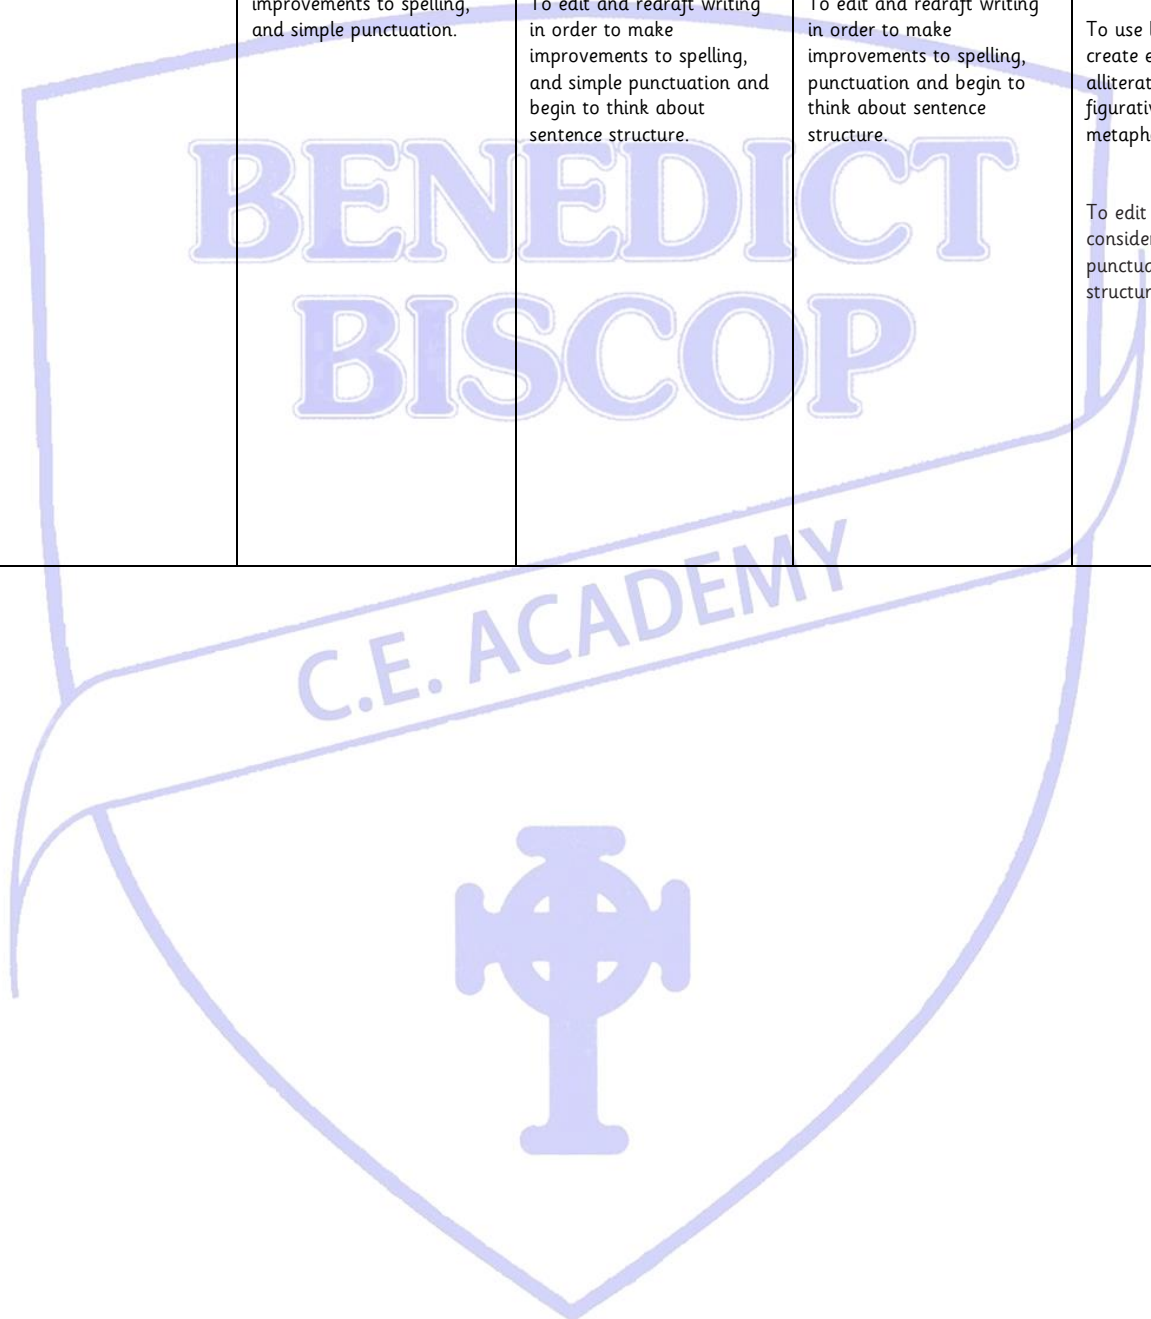 improvements to spelling,
and simple punctuation.
To edit and redraft writing
in order to make
improvements to spelling,
and simple punctuation and
begin to think about
sentence structure.
To edit and redraft writing
in order to make
improvements to spelling,
punctuation and begin to
think about sentence
structure.
To use
create
To edit
BENEDICT
BISCOP
C.E. ACADEMY